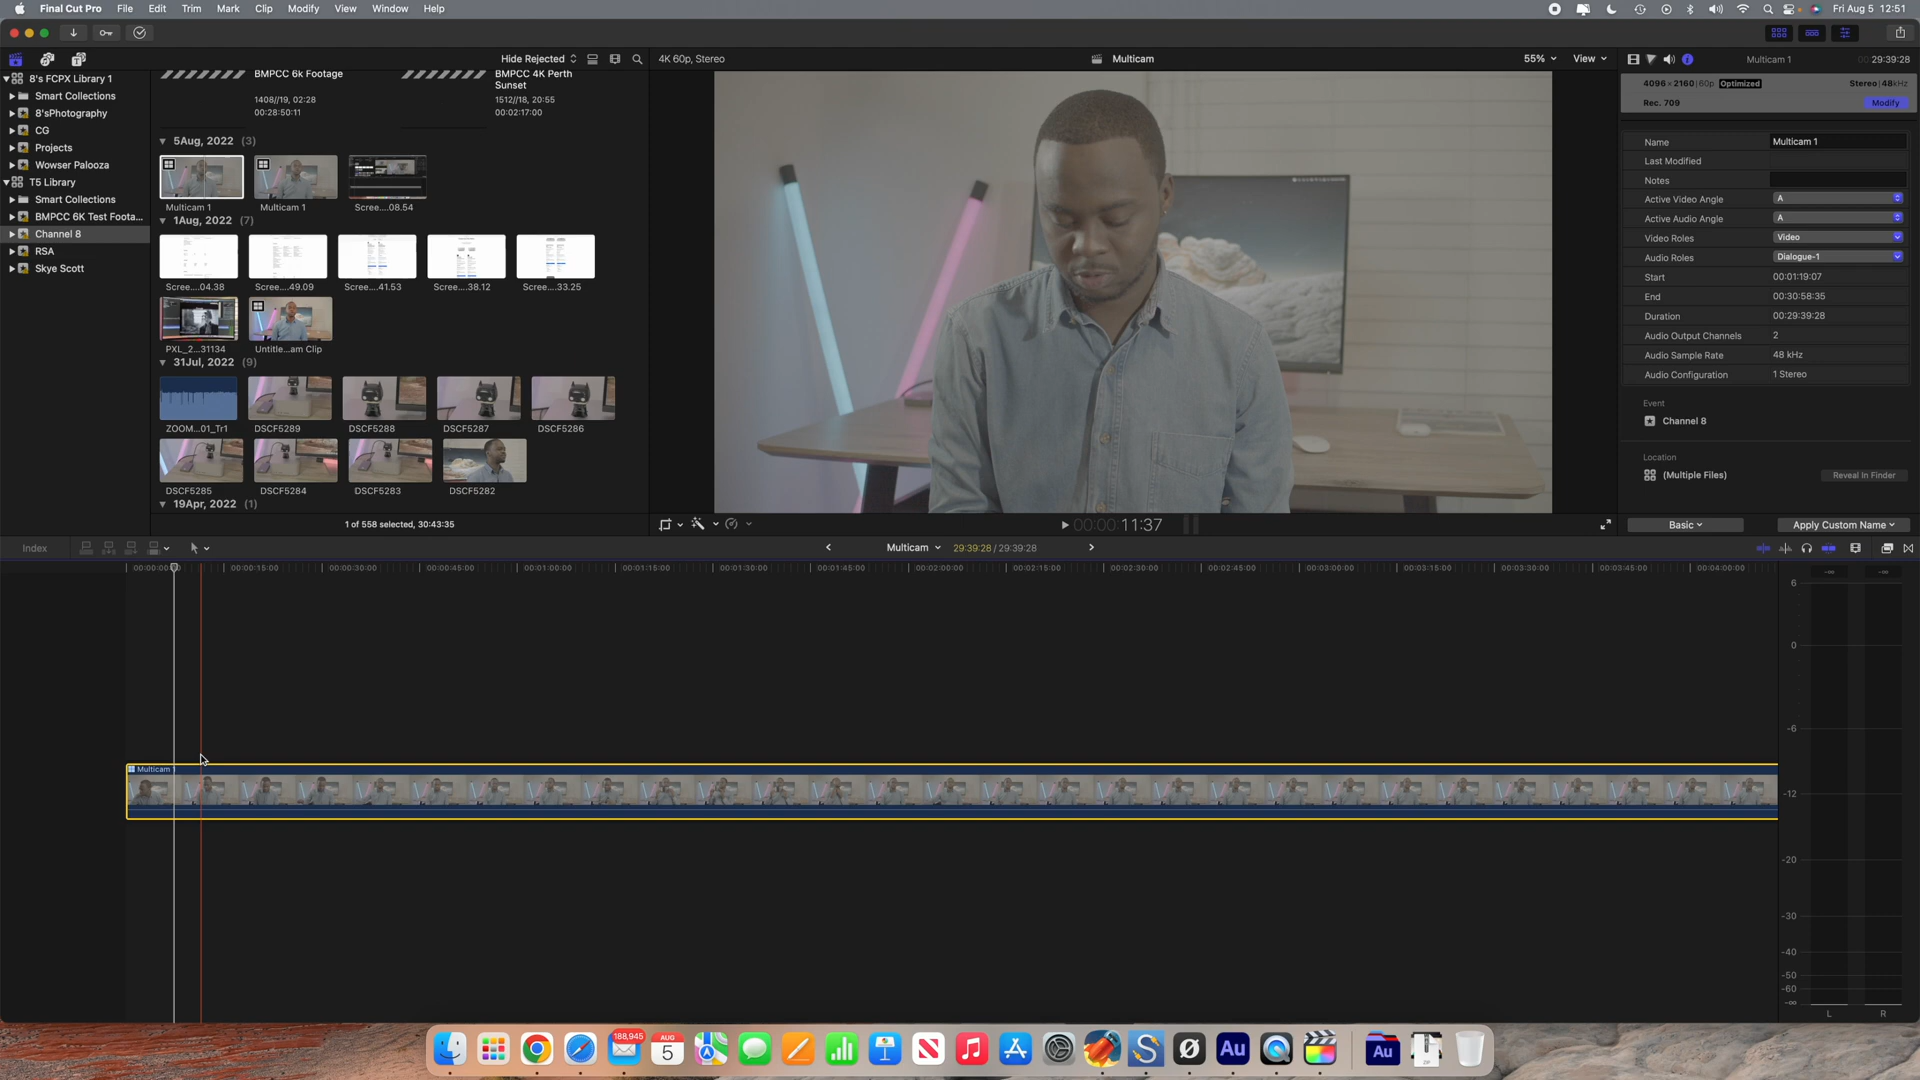 Final Cut Pro File Edit Trim Mark Clip Modify View Window Help Fri Aug 5 12:51
Hide Rejected 4K 60p, Stereo Multicam 55% View Multicam 1 29:39:28
8's FCPX Library 1
Smart Collections
8'sPhotography
CG
Projects
Wowser Palooza
T5 Library
Smart Collections
BMPCC 6K Test Foota...
Channel 8
RSA
Skye Scott
BMPCC 6k Footage
1408//19, 02:28
00:28:50:11
BMPCC 4K Perth
Sunset
1512//18, 20:55
00:02:17:00
5Aug, 2022 (3)
Multicam 1 Multicam 1 Scree....08.54
1Aug, 2022 (7)
Scree....04.38 Scree....49.09 Scree....41.53 Scree....38.12 Scree....33.25
PXL_2...31134 Untitle...am Clip
31Jul, 2022 (9)
ZOOM...01_Tr1 DSCF5289 DSCF5288 DSCF5287 DSCF5286
DSCF5285 DSCF5284 DSCF5283 DSCF5282
19Apr, 2022 (1)
1 of 558 selected, 30:43:35
00:00:11:37
4096 × 2160 | 60p Optimized Stereo | 48kHz
Rec. 709 Modify
Name Multicam 1
Last Modified
Notes
Active Video Angle A
Active Audio Angle A
Video Roles Video
Audio Roles Dialogue-1
Start 00:01:19:07
End 00:30:58:35
Duration 00:29:39:28
Audio Output Channels 2
Audio Sample Rate 48 kHz
Audio Configuration 1 Stereo
Event
Channel 8
Location
(Multiple Files) Reveal In Finder
Basic Apply Custom Name
Index Multicam 29:39:28 / 29:39:28
00:00:15:00 00:00:30:00 00:00:45:00 00:01:00:00 00:01:15:00 00:01:30:00 00:01:45:00 00:02:00:00 00:02:15:00 00:02:30:00 00:02:45:00 00:03:00:00 00:03:15:00 00:03:30:00 00:03:45:00 00:04:00:00
Multicam 1
-∞ -∞
6
0
-6
-12
-20
-30
-40
-50
-60
-∞
L R
188,945
AUG
5
Au
Au
ZIP